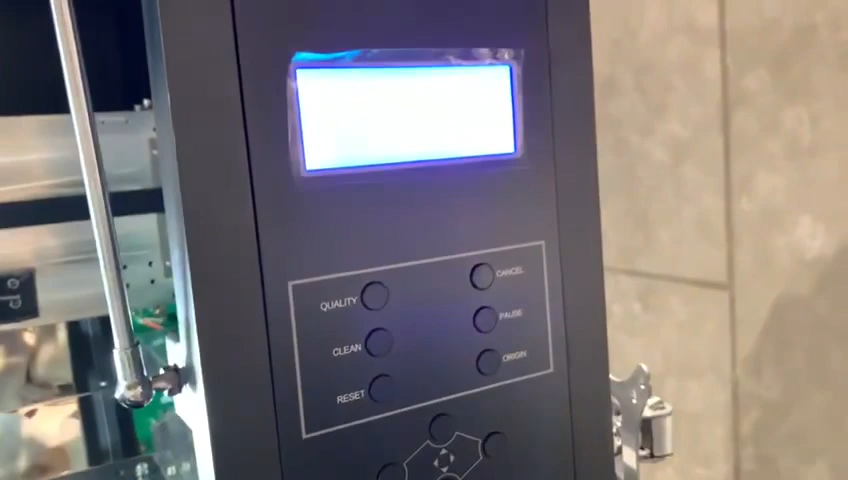 QUALITY
CANCEL
CLEAN
PAUSE
RESET
ORIGIN